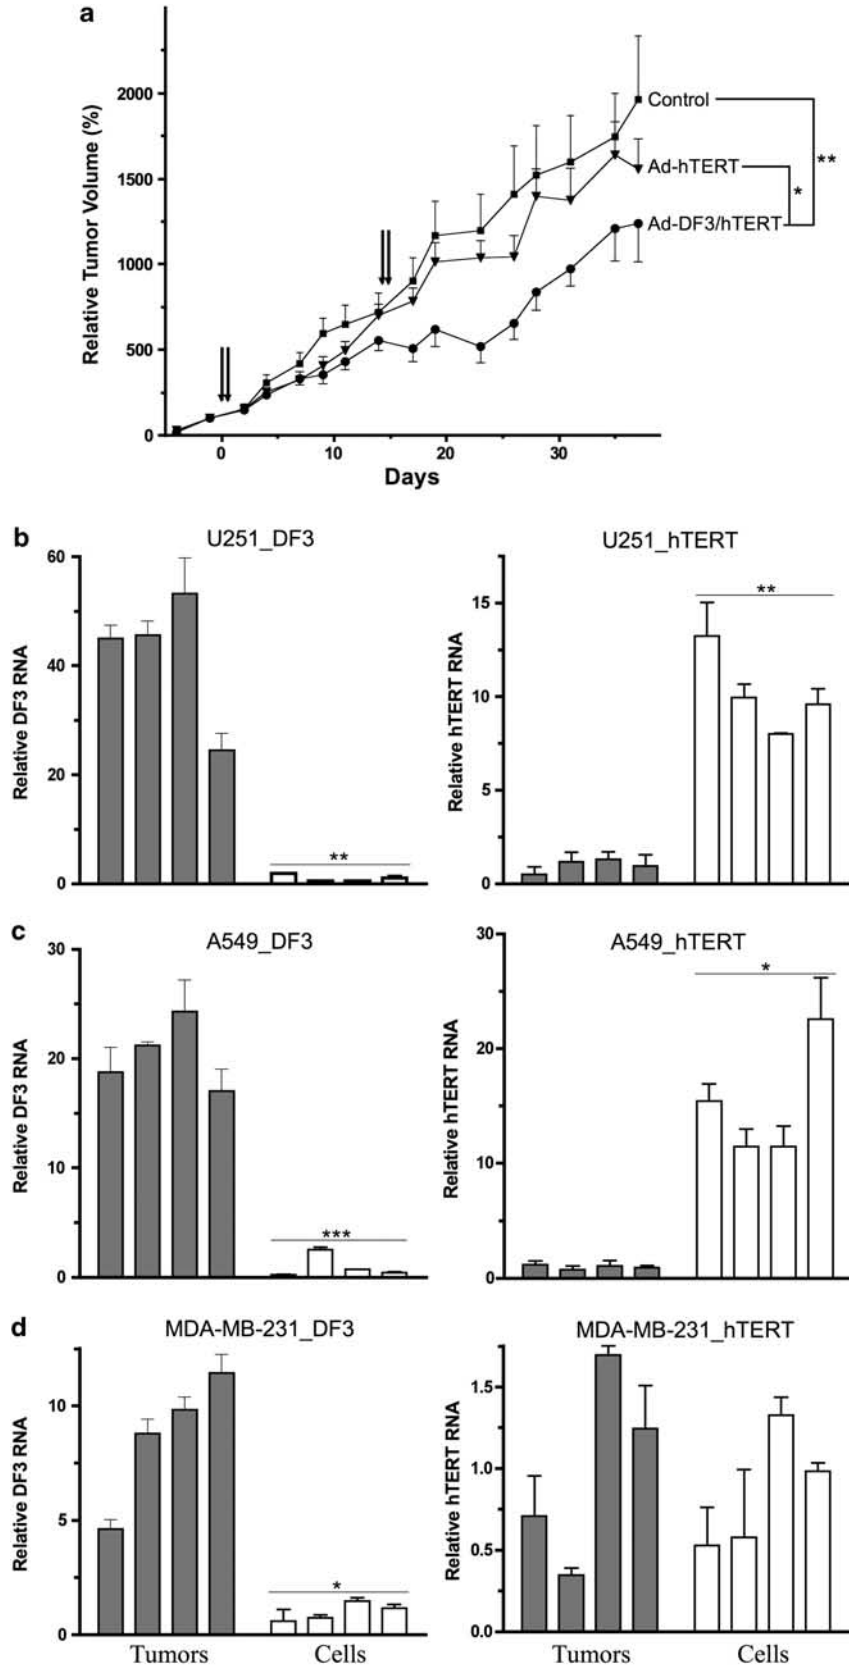 a
Relative Tumor Volume (%)
2000
1500
1000
500
0
Control
Ad-hTERT
Ad-DF3/hTERT
*
**
0
10
20
30
Days
b
U251_DF3
Relative DF3 RNA
60
40
20
0
**
U251_hTERT
Relative hTERT RNA
15
10
5
0
**
c
A549_DF3
Relative DF3 RNA
30
20
10
0
***
A549_hTERT
Relative hTERT RNA
30
20
10
0
*
d
MDA-MB-231_DF3
Relative DF3 RNA
10
5
0
*
Tumors
Cells
MDA-MB-231_hTERT
Relative hTERT RNA
1.5
1.0
0.5
0.0
Tumors
Cells